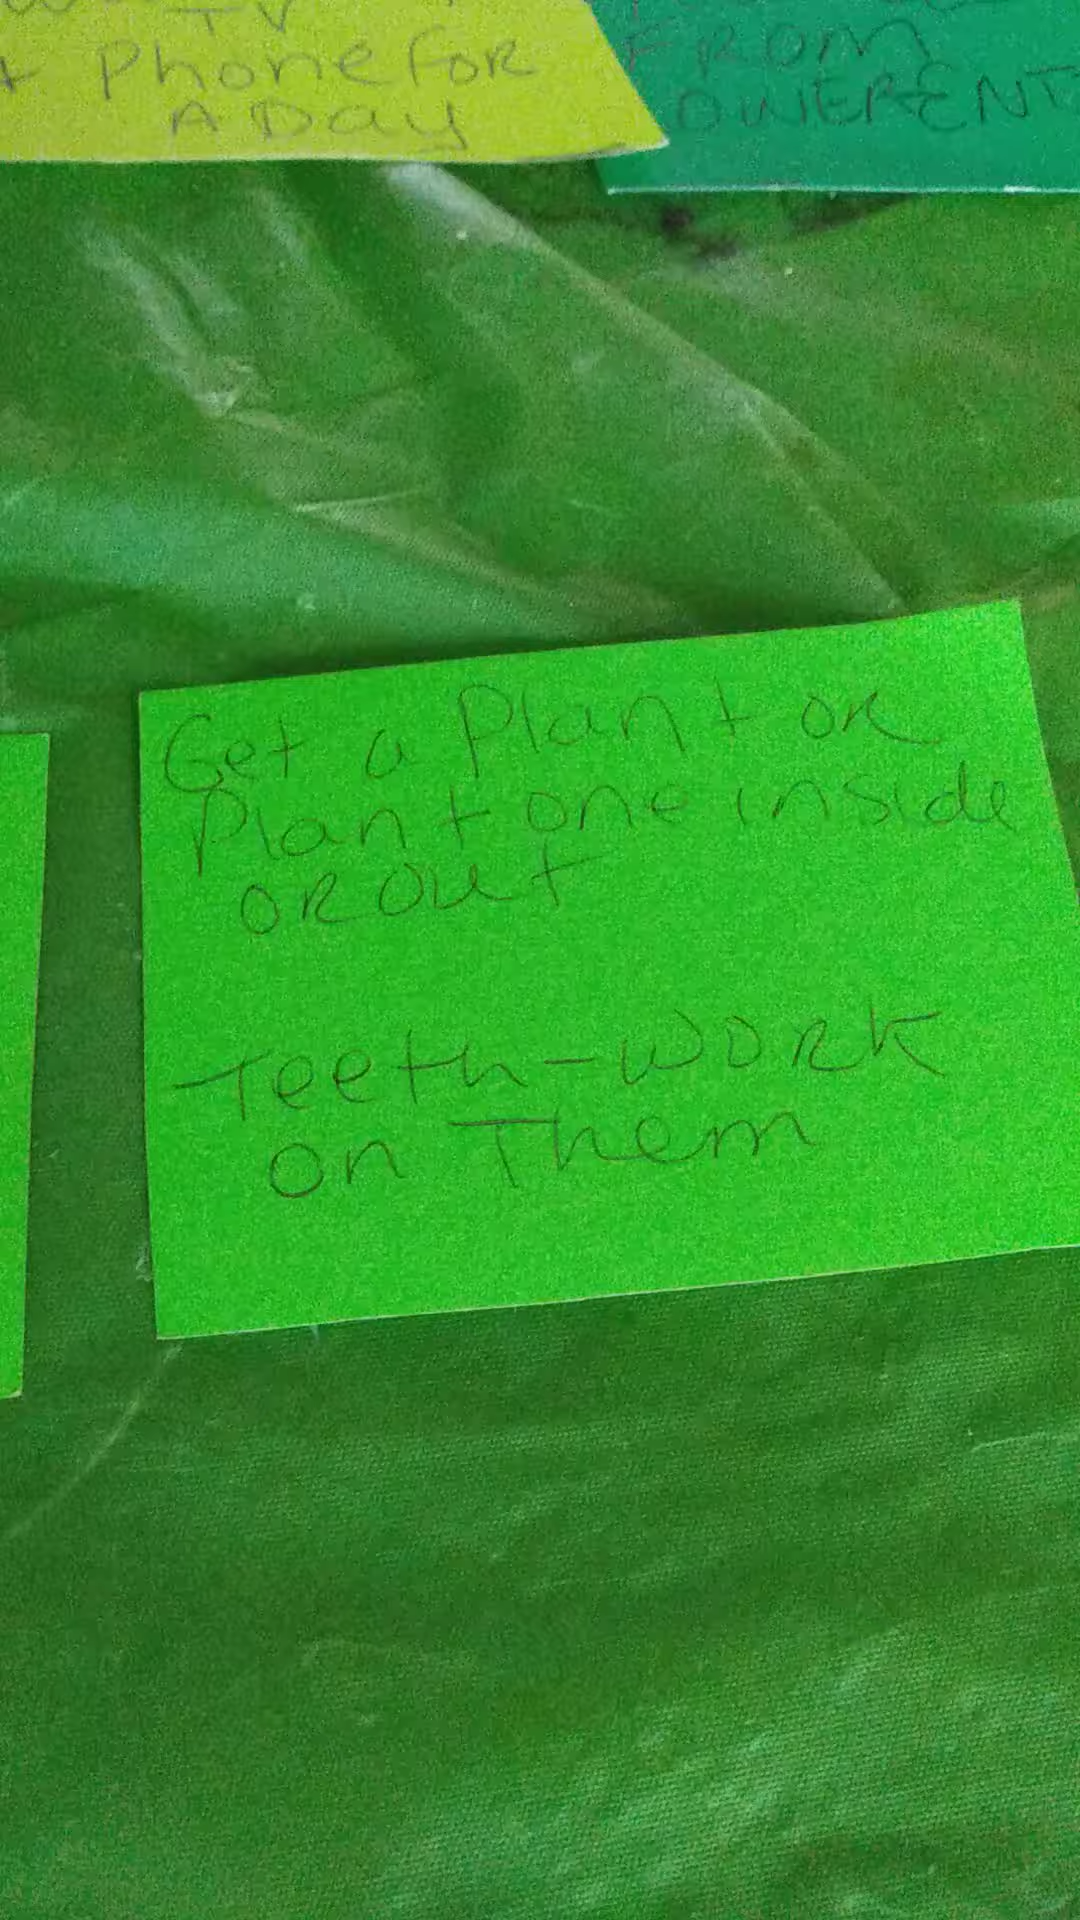 TV
Phone for
A Day
FROM
Get a Plant or
Plant one inside
or out
Teeth-work
on Them